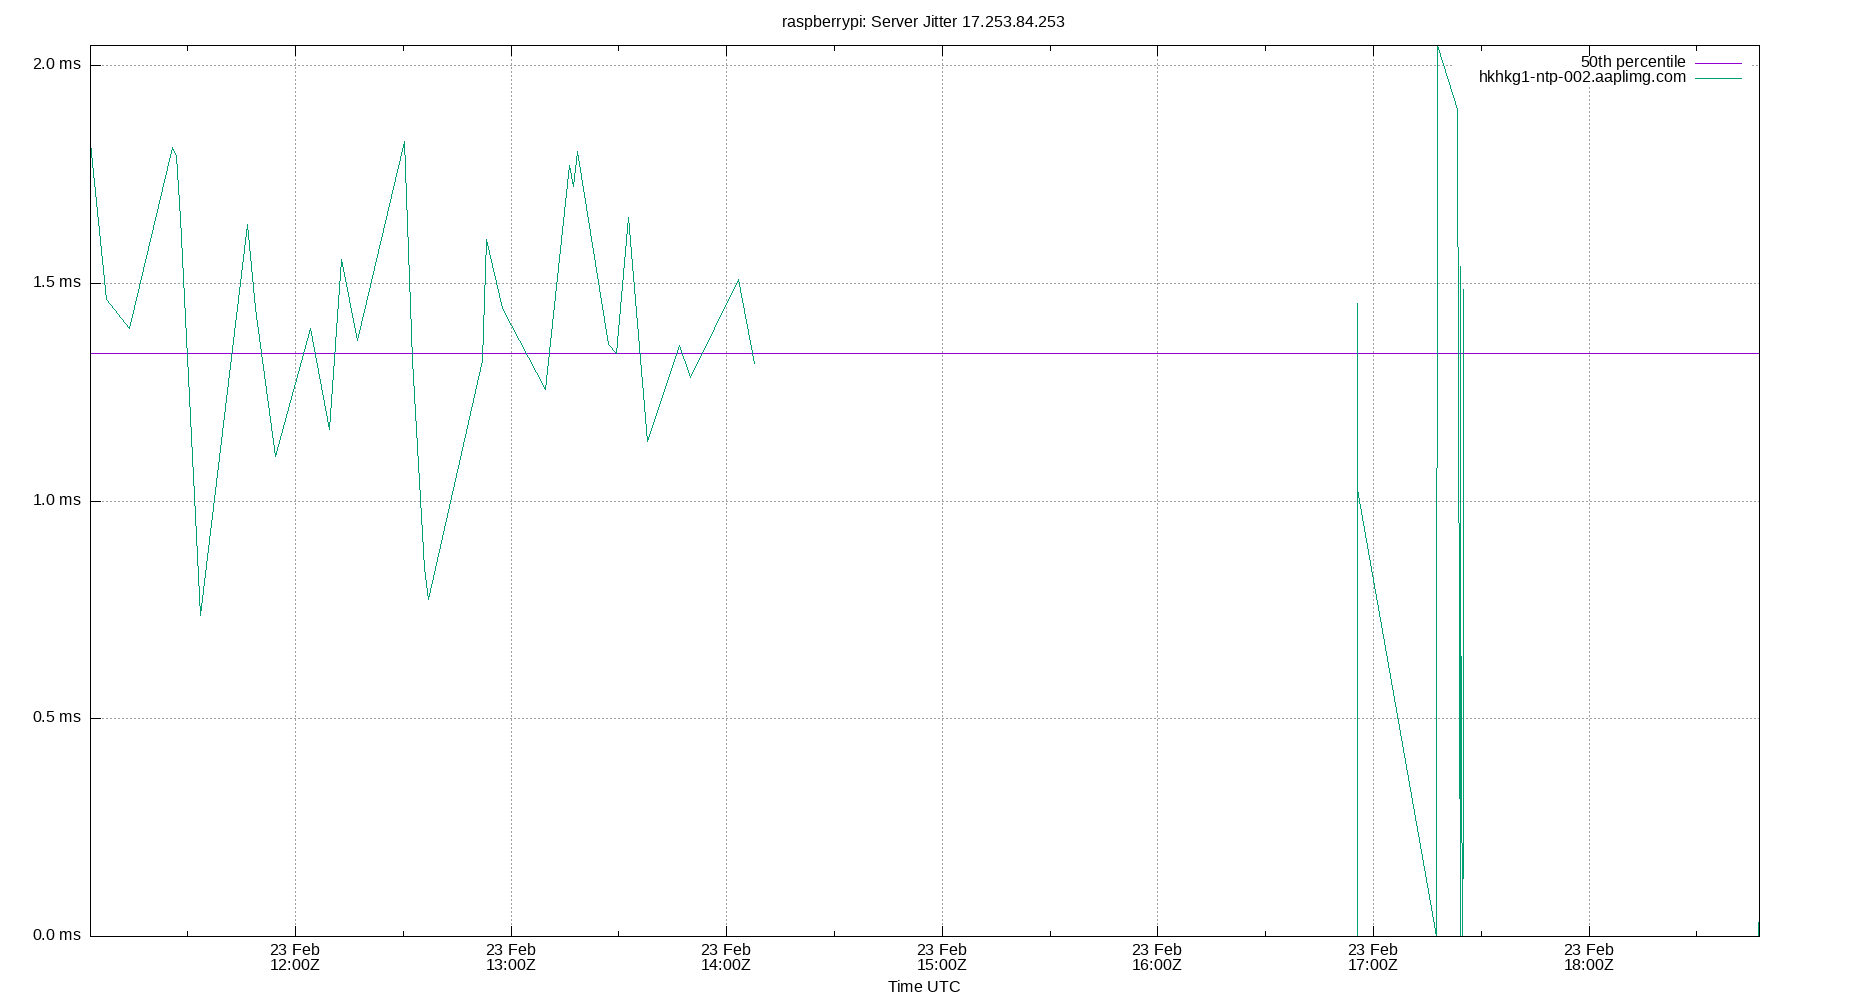 raspberrypi: Server Jitter 17.253.84.253
2.0 ms
50th percentile
hkhkg1-ntp-002.aaplimg.com
1.5 ms
1.0 ms
0.5 ms
0.0 ms
23 Feb 23 Feb 23 Feb 23 Feb 23 Feb 23 Feb 23 Feb
12:00Z 13:00Z 14:00Z 15:00Z 16:00Z 17:00Z 18:00Z
Time UTC